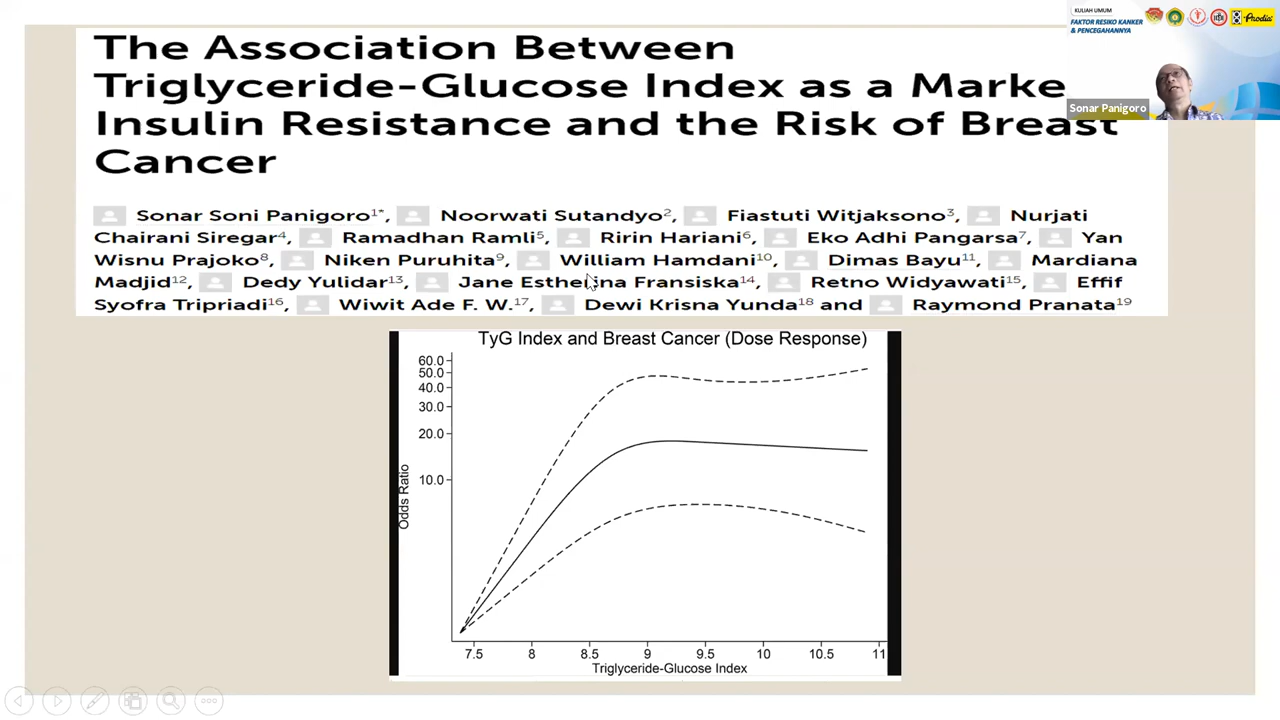 The Association Between
Triglyceride-Glucose Index as a Marke
Insulin Resistance and the Risk of Breast
Cancer
Sonar Soni Panigoro1*, Noorwati Sutandyo2, Fiastuti Witjaksono3, Nurjati
Chairani Siregar4, Ramadhan Ramli5, Ririn Hariani6, Eko Adhi Pangarsa7, Yan
Wisnu Prajoko8, Niken Puruhita9, William Hamdani10, Dimas Bayu11, Mardiana
Madjid12, Dedy Yulidar13, Jane Estherina Fransiska14, Retno Widyawati15, Effif
Syofra Tripriadi16, Wiwit Ade F. W.17, Dewi Krisna Yunda18 and Raymond Pranata19
KULIAH UMUM
FAKTOR RESIKO KANKER
& PENCEGAHANNYA
Prodia
Sonar Panigoro
TyG Index and Breast Cancer (Dose Response)
60.0
50.0
40.0
30.0
20.0
10.0
Odds Ratio
7.5 8 8.5 9 9.5 10 10.5 11
Triglyceride-Glucose Index